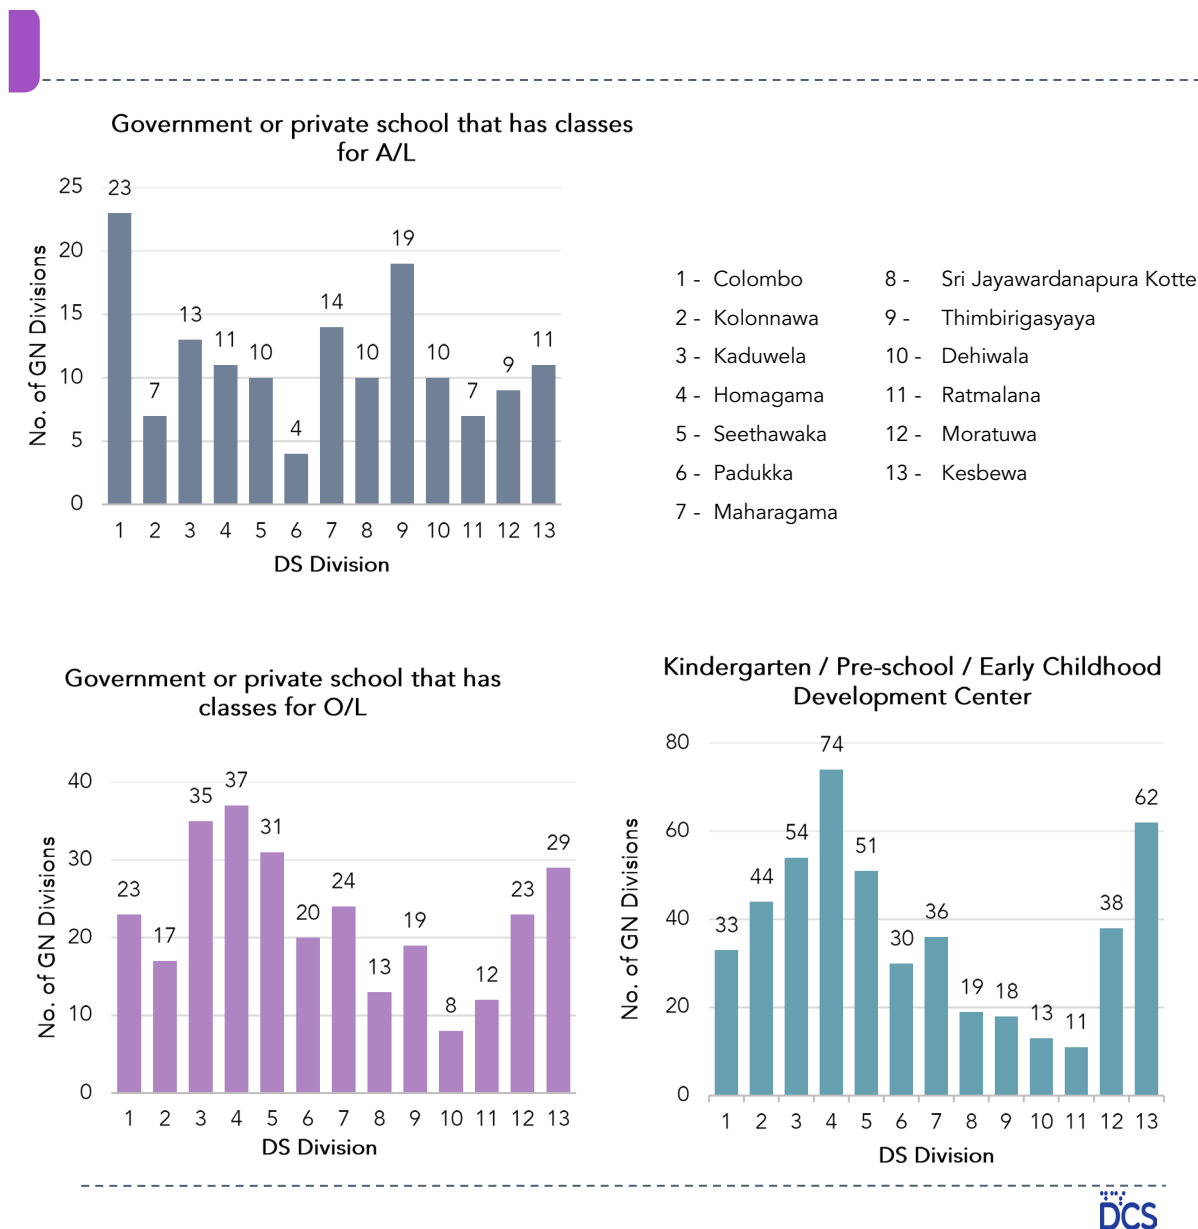 Government or private school that has classes
for A/L
No. of GN Divisions
25
20
15
10
5
0
23
7
13
11
10
4
14
10
19
10
7
9
11
1 2 3 4 5 6 7 8 9 10 11 12 13
DS Division
1 - Colombo
2 - Kolonnawa
3 - Kaduwela
4 - Homagama
5 - Seethawaka
6 - Padukka
7 - Maharagama
8 - Sri Jayawardanapura Kotte
9 - Thimbirigasyaya
10 - Dehiwala
11 - Ratmalana
12 - Moratuwa
13 - Kesbewa
Government or private school that has
classes for O/L
No. of GN Divisions
40
30
20
10
0
23
17
35
37
31
20
24
13
19
8
12
23
29
1 2 3 4 5 6 7 8 9 10 11 12 13
DS Division
Kindergarten / Pre-school / Early Childhood
Development Center
No. of GN Divisions
80
60
40
20
0
33
44
54
74
51
30
36
19
18
13
11
38
62
1 2 3 4 5 6 7 8 9 10 11 12 13
DS Division
DCS